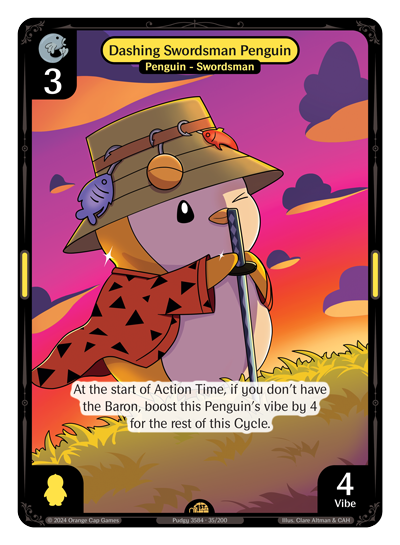 3
Dashing Swordsman Penguin
Penguin - Swordsman
At the start of Action Time, if you don't have
the Baron, boost this Penguin's vibe by 4
for the rest of this Cycle.
4
Vibe
© 2024 Orange Cap Games
Pudgy 3584 · 35/200
Illus. Clare Altman & CAH